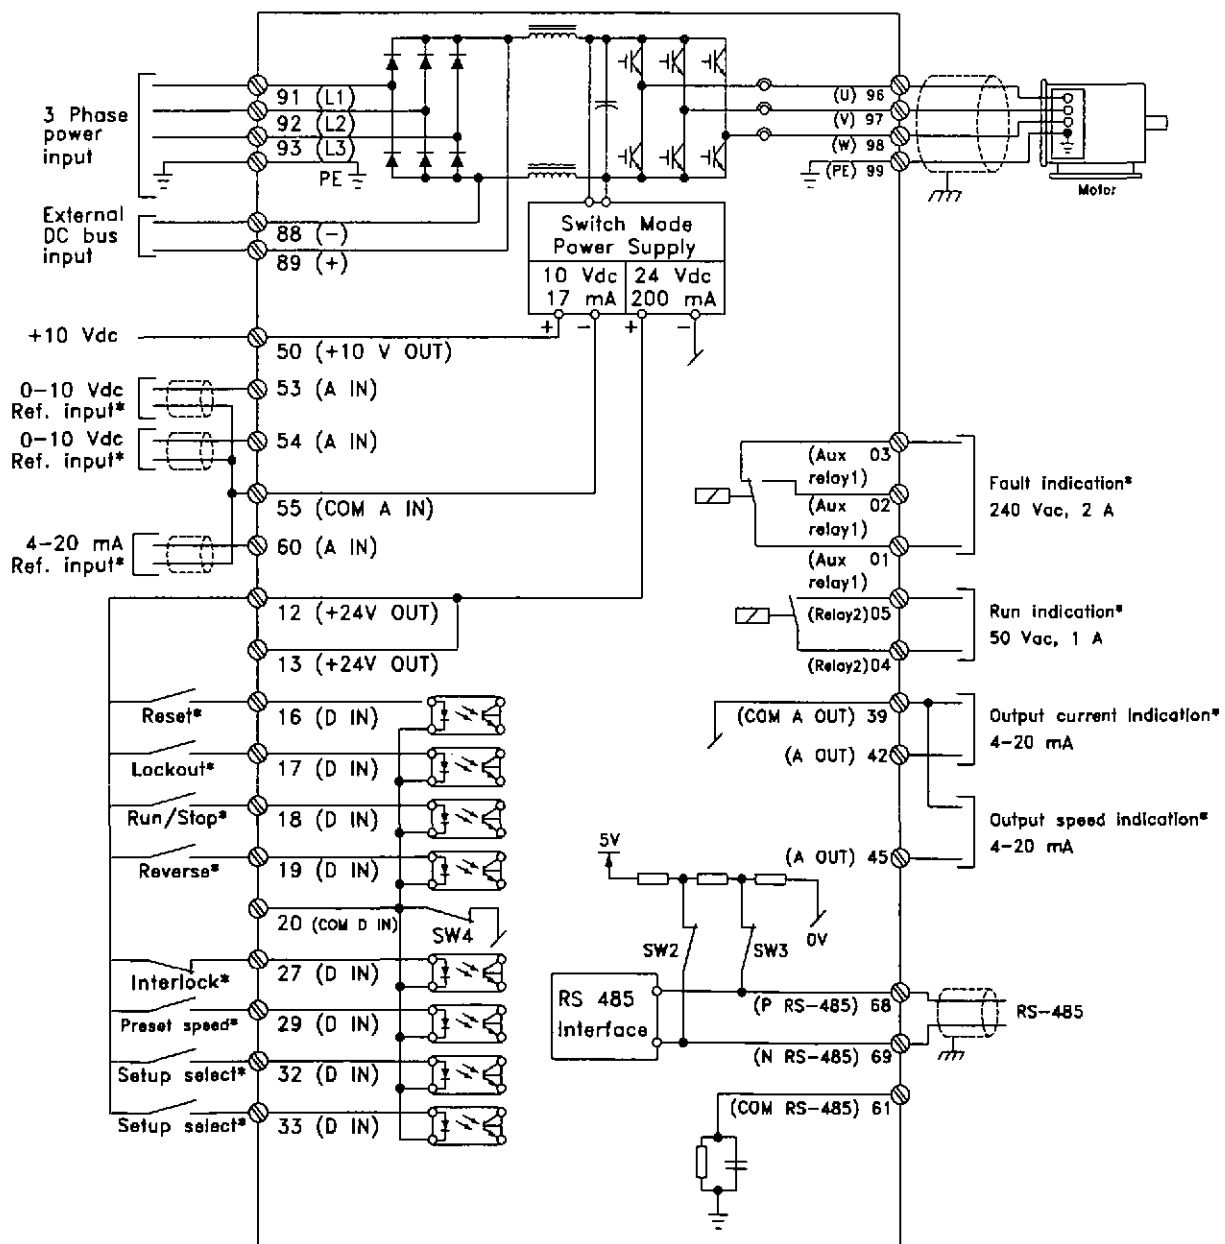 3 Phase
power
input
91 (L1)
92 (L2)
93 (L3)
PE
External
DC bus
input
88 (-)
89 (+)
Switch Mode
Power Supply
10 Vdc
17 mA
24 Vdc
200 mA
+ - + -
(U) 96
(V) 97
(W) 98
(PE) 99
Motor
+10 Vdc
50 (+10 V OUT)
0-10 Vdc
Ref. input*
53 (A IN)
0-10 Vdc
Ref. input*
54 (A IN)
55 (COM A IN)
4-20 mA
Ref. input*
60 (A IN)
12 (+24V OUT)
13 (+24V OUT)
Reset*
16 (D IN)
Lockout*
17 (D IN)
Run/Stop*
18 (D IN)
Reverse*
19 (D IN)
20 (COM D IN)
SW4
Interlock*
27 (D IN)
Preset speed*
29 (D IN)
Setup select*
32 (D IN)
Setup select*
33 (D IN)
(Aux 03
relay1)
(Aux 02
relay1)
(Aux 01
relay1)
Fault indication*
240 Vac, 2 A
(Relay2)05
(Relay2)04
Run indication*
50 Vac, 1 A
(COM A OUT) 39
(A OUT) 42
Output current indication*
4-20 mA
(A OUT) 45
Output speed indication*
4-20 mA
5V
0V
SW2
SW3
RS 485
Interface
(P RS-485) 68
(N RS-485) 69
RS-485
(COM RS-485) 61